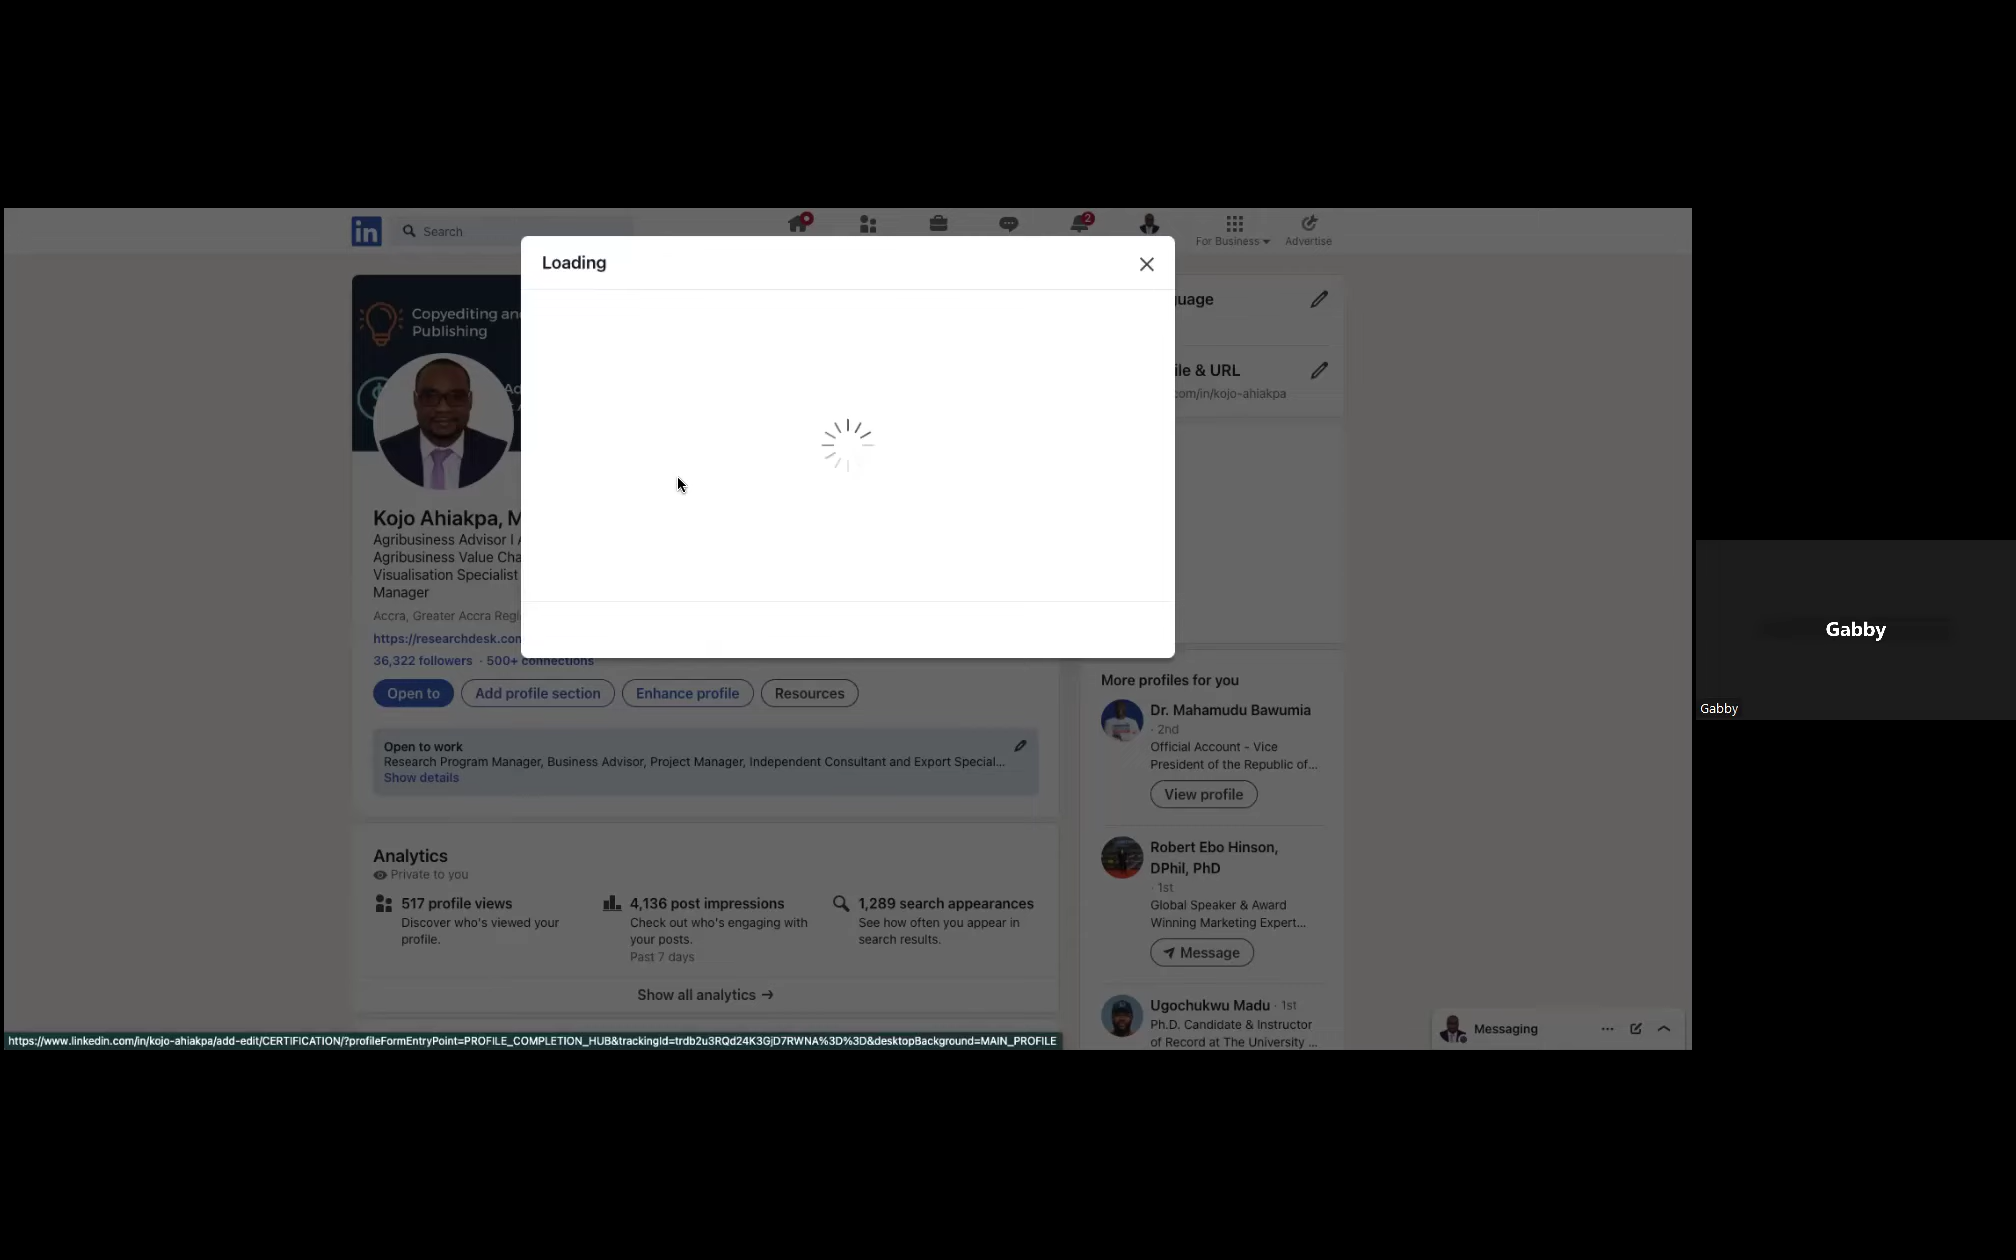 in
Search
2
For Business
Advertise
Loading
Copyediting an
Publishing
uage
ile & URL
com/in/kojo-ahiakpa
Kojo Ahiakpa, M
Agribusiness Advisor I
Agribusiness Value Cha
Visualisation Specialist
Manager
Accra, Greater Accra Regi
https://researchdesk.con
36,322 followers · 500+ connections
Open to
Add profile section
Enhance profile
Resources
Open to work
Research Program Manager, Business Advisor, Project Manager, Independent Consultant and Export Special...
Show details
Analytics
Private to you
517 profile views
Discover who's viewed your
profile.
4,136 post impressions
Check out who's engaging with
your posts.
Past 7 days
1,289 search appearances
See how often you appear in
search results.
Show all analytics →
More profiles for you
Dr. Mahamudu Bawumia
· 2nd
Official Account - Vice
President of the Republic of...
View profile
Robert Ebo Hinson,
DPhil, PhD
· 1st
Global Speaker & Award
Winning Marketing Expert...
Message
Ugochukwu Madu · 1st
Ph.D. Candidate & Instructor
of Record at The University ...
Messaging
https://www.linkedin.com/in/kojo-ahiakpa/add-edit/CERTIFICATION/?profileFormEntryPoint=PROFILE_COMPLETION_HUB&trackingId=trdb2u3RQd24K3GjD7RWNA%3D%3D&desktopBackground=MAIN_PROFILE
Gabby
Gabby